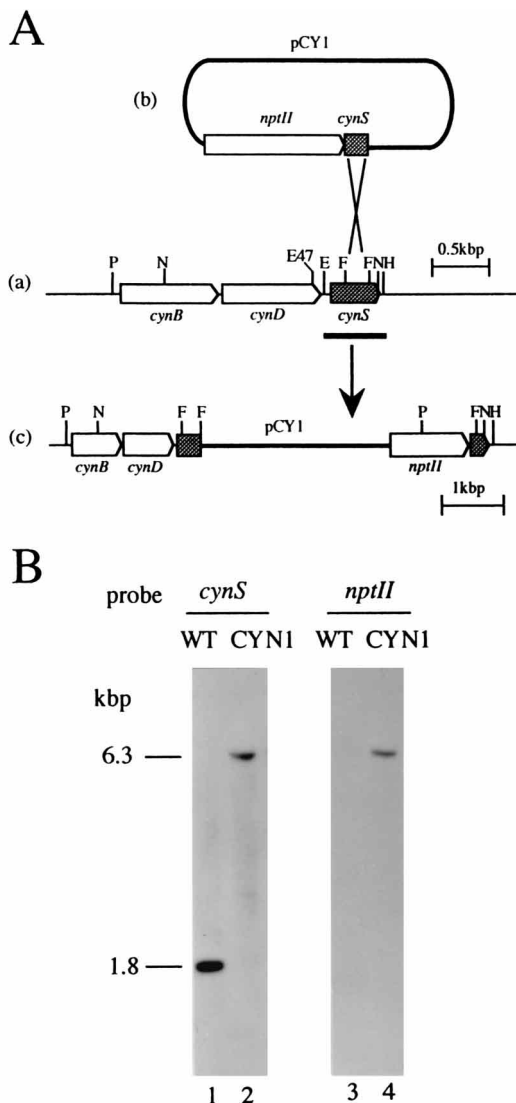 A
pCY1
(b)
nptII
cynS
E47
P N E F F N H
0.5kbp
(a)
cynB
cynD
cynS
pCY1
P N F F P F N H
(c)
cynB
cynD
nptII
1kbp
B
probe cynS nptII
WT CYN1 WT CYN1
kbp
6.3
1.8
1 2 3 4